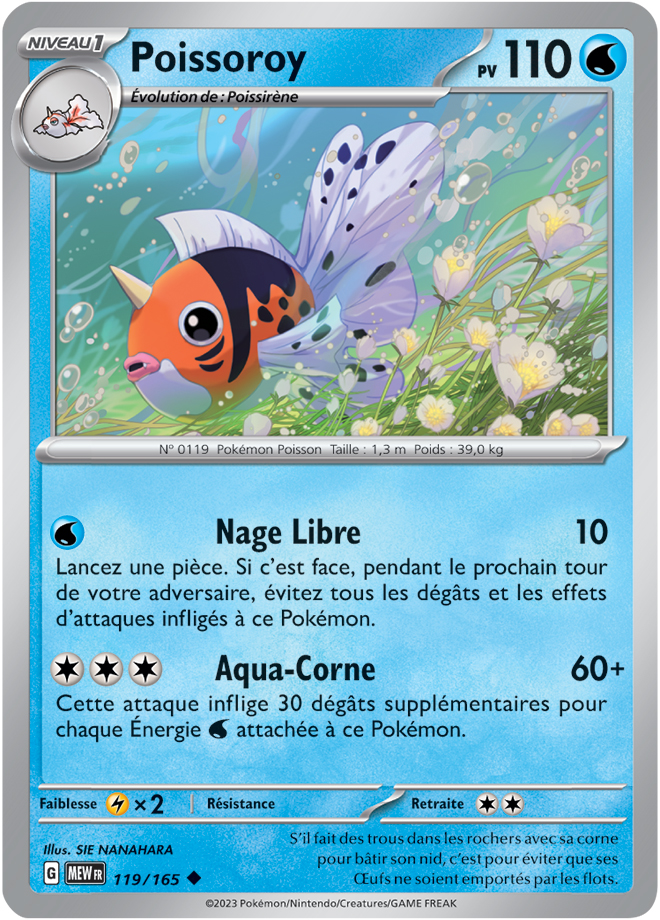 NIVEAU 1
Poissoroy
PV 110
Évolution de : Poissirène
N° 0119 Pokémon Poisson Taille : 1,3 m Poids : 39,0 kg
Nage Libre 10
Lancez une pièce. Si c'est face, pendant le prochain tour
de votre adversaire, évitez tous les dégâts et les effets
d'attaques infligés à ce Pokémon.
Aqua-Corne 60+
Cette attaque inflige 30 dégâts supplémentaires pour
chaque Énergie attachée à ce Pokémon.
Faiblesse ×2 Résistance Retraite
Illus. SIE NANAHARA
G MEW FR 119/165
S'il fait des trous dans les rochers avec sa corne
pour bâtir son nid, c'est pour éviter que ses
Œufs ne soient emportés par les flots.
©2023 Pokémon/Nintendo/Creatures/GAME FREAK